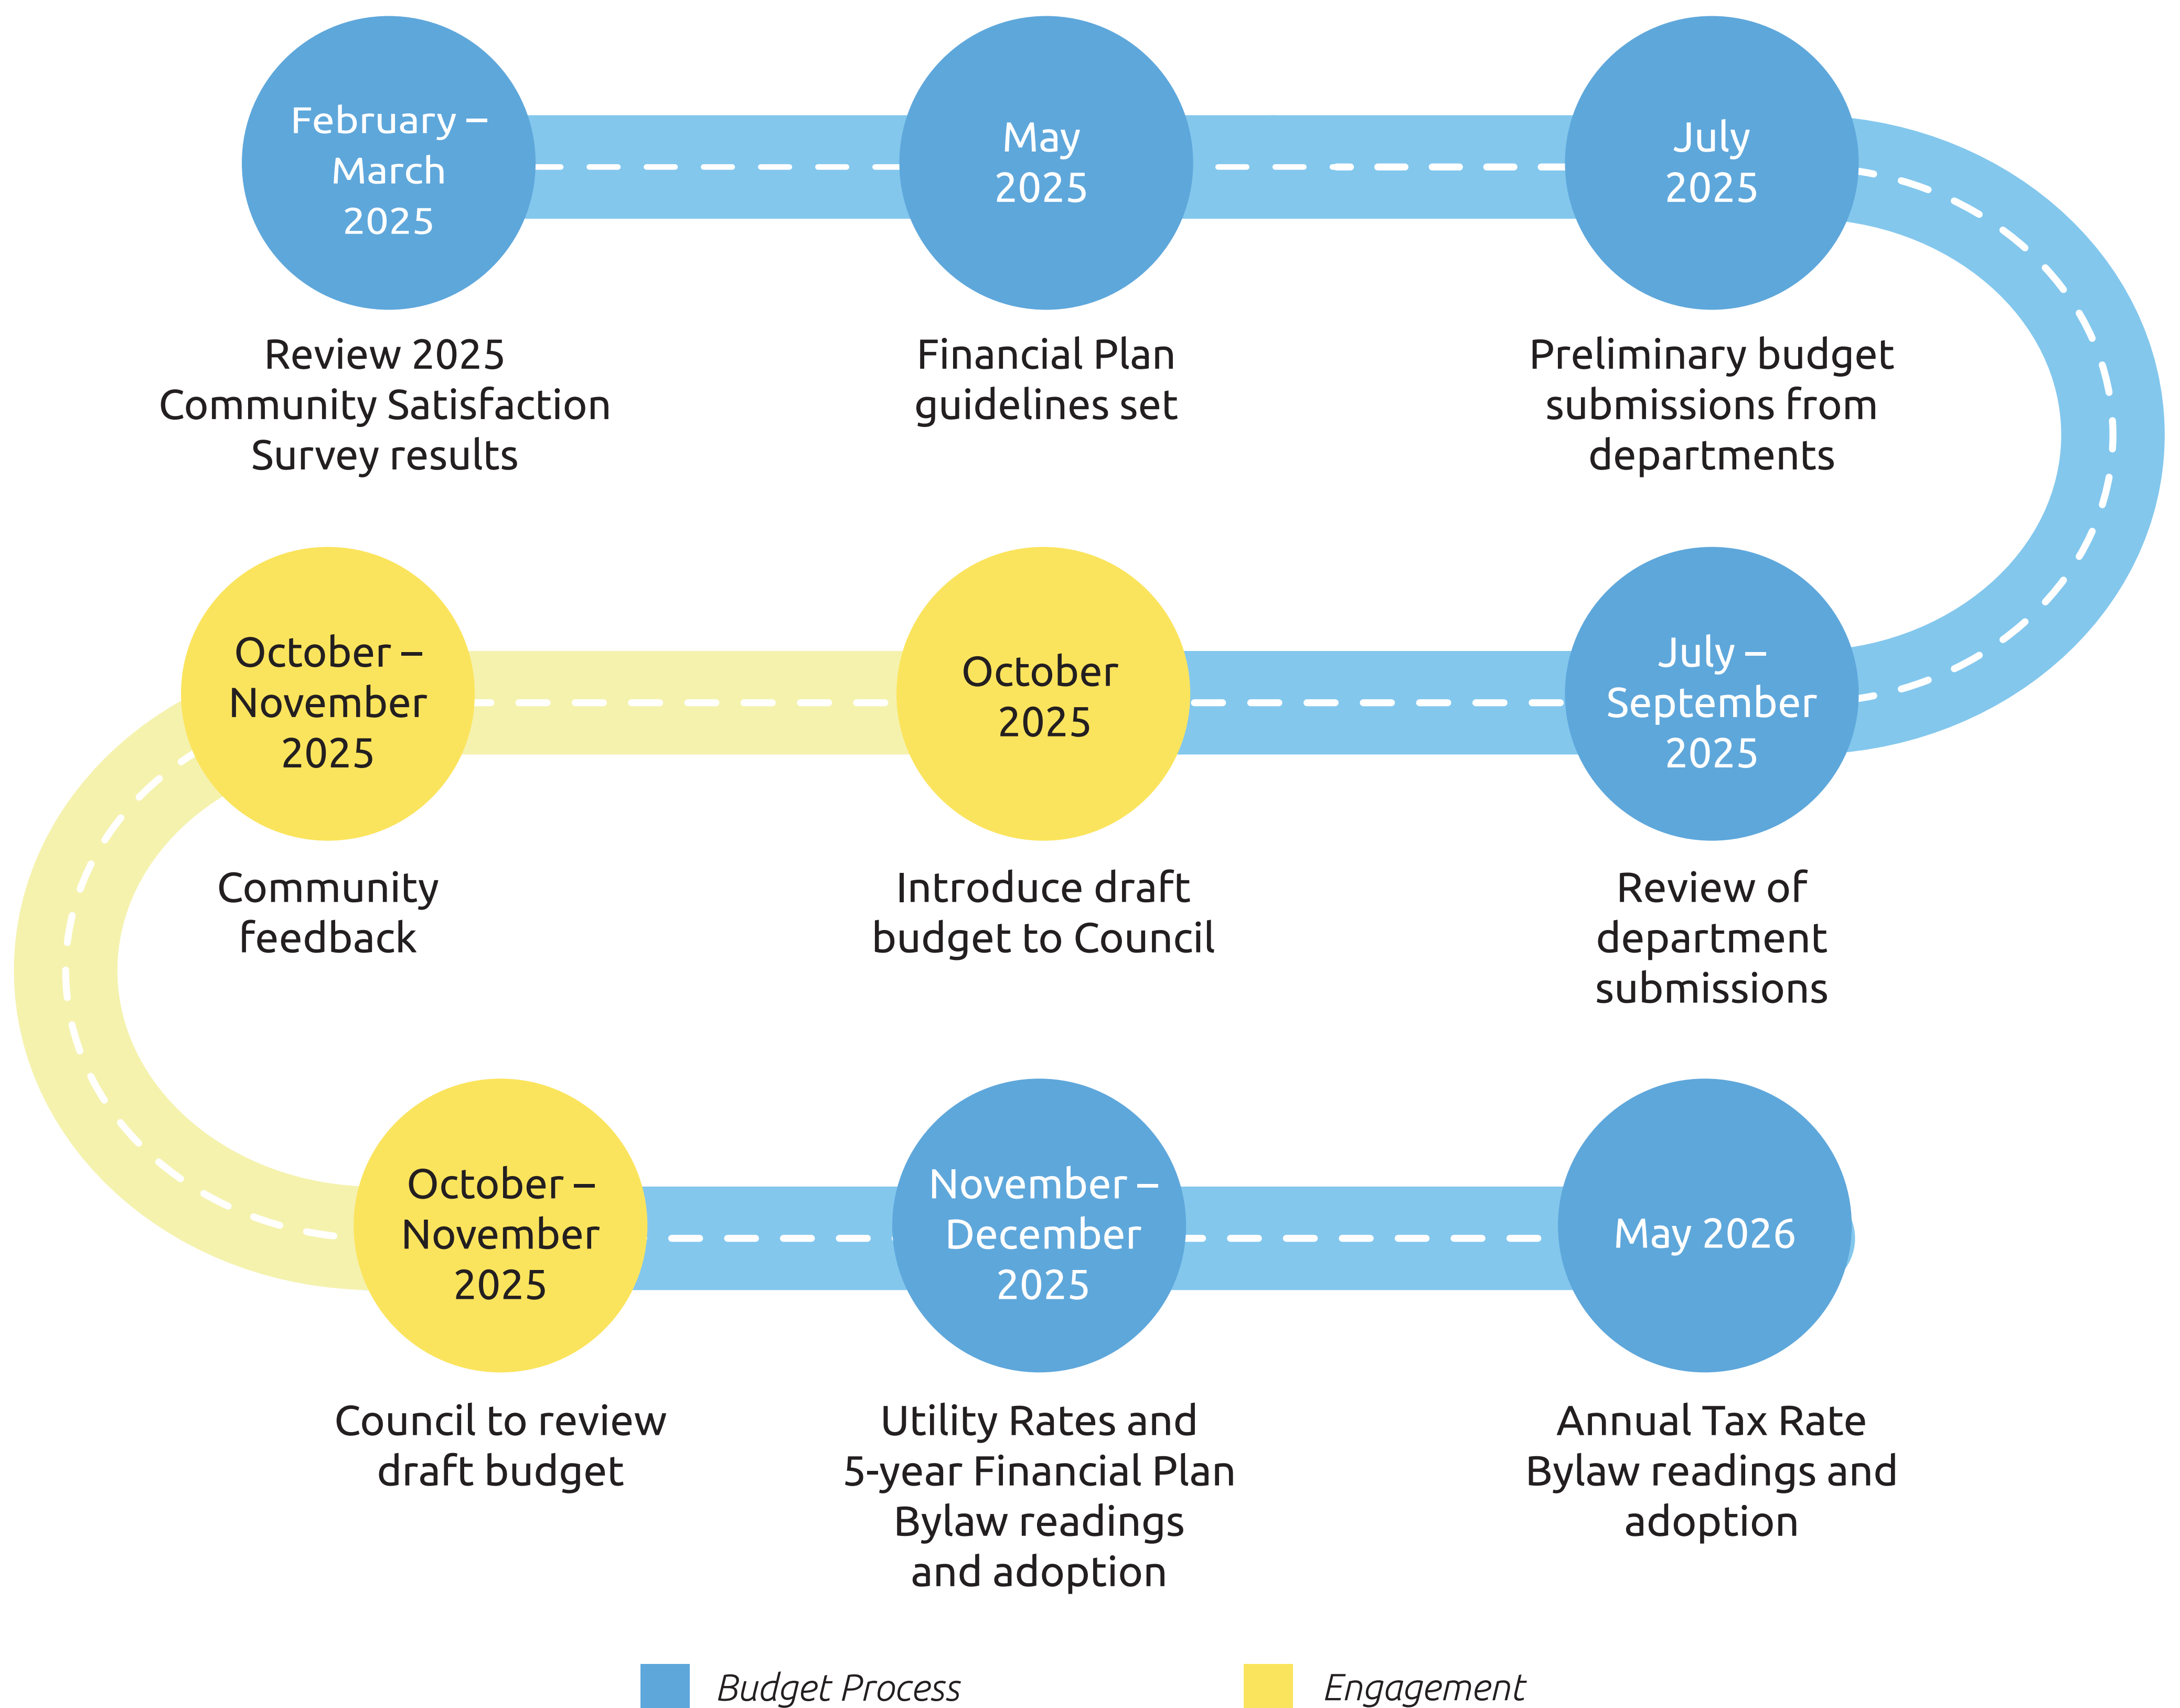 February –
March
2025
Review 2025
Community Satisfaction
Survey results
May
2025
Financial Plan
guidelines set
July
2025
Preliminary budget
submissions from
departments
July –
September
2025
Review of
department
submissions
October
2025
Introduce draft
budget to Council
October –
November
2025
Community
feedback
October –
November
2025
Council to review
draft budget
November –
December
2025
Utility Rates and
5-year Financial Plan
Bylaw readings
and adoption
May 2026
Annual Tax Rate
Bylaw readings and
adoption
Budget Process
Engagement